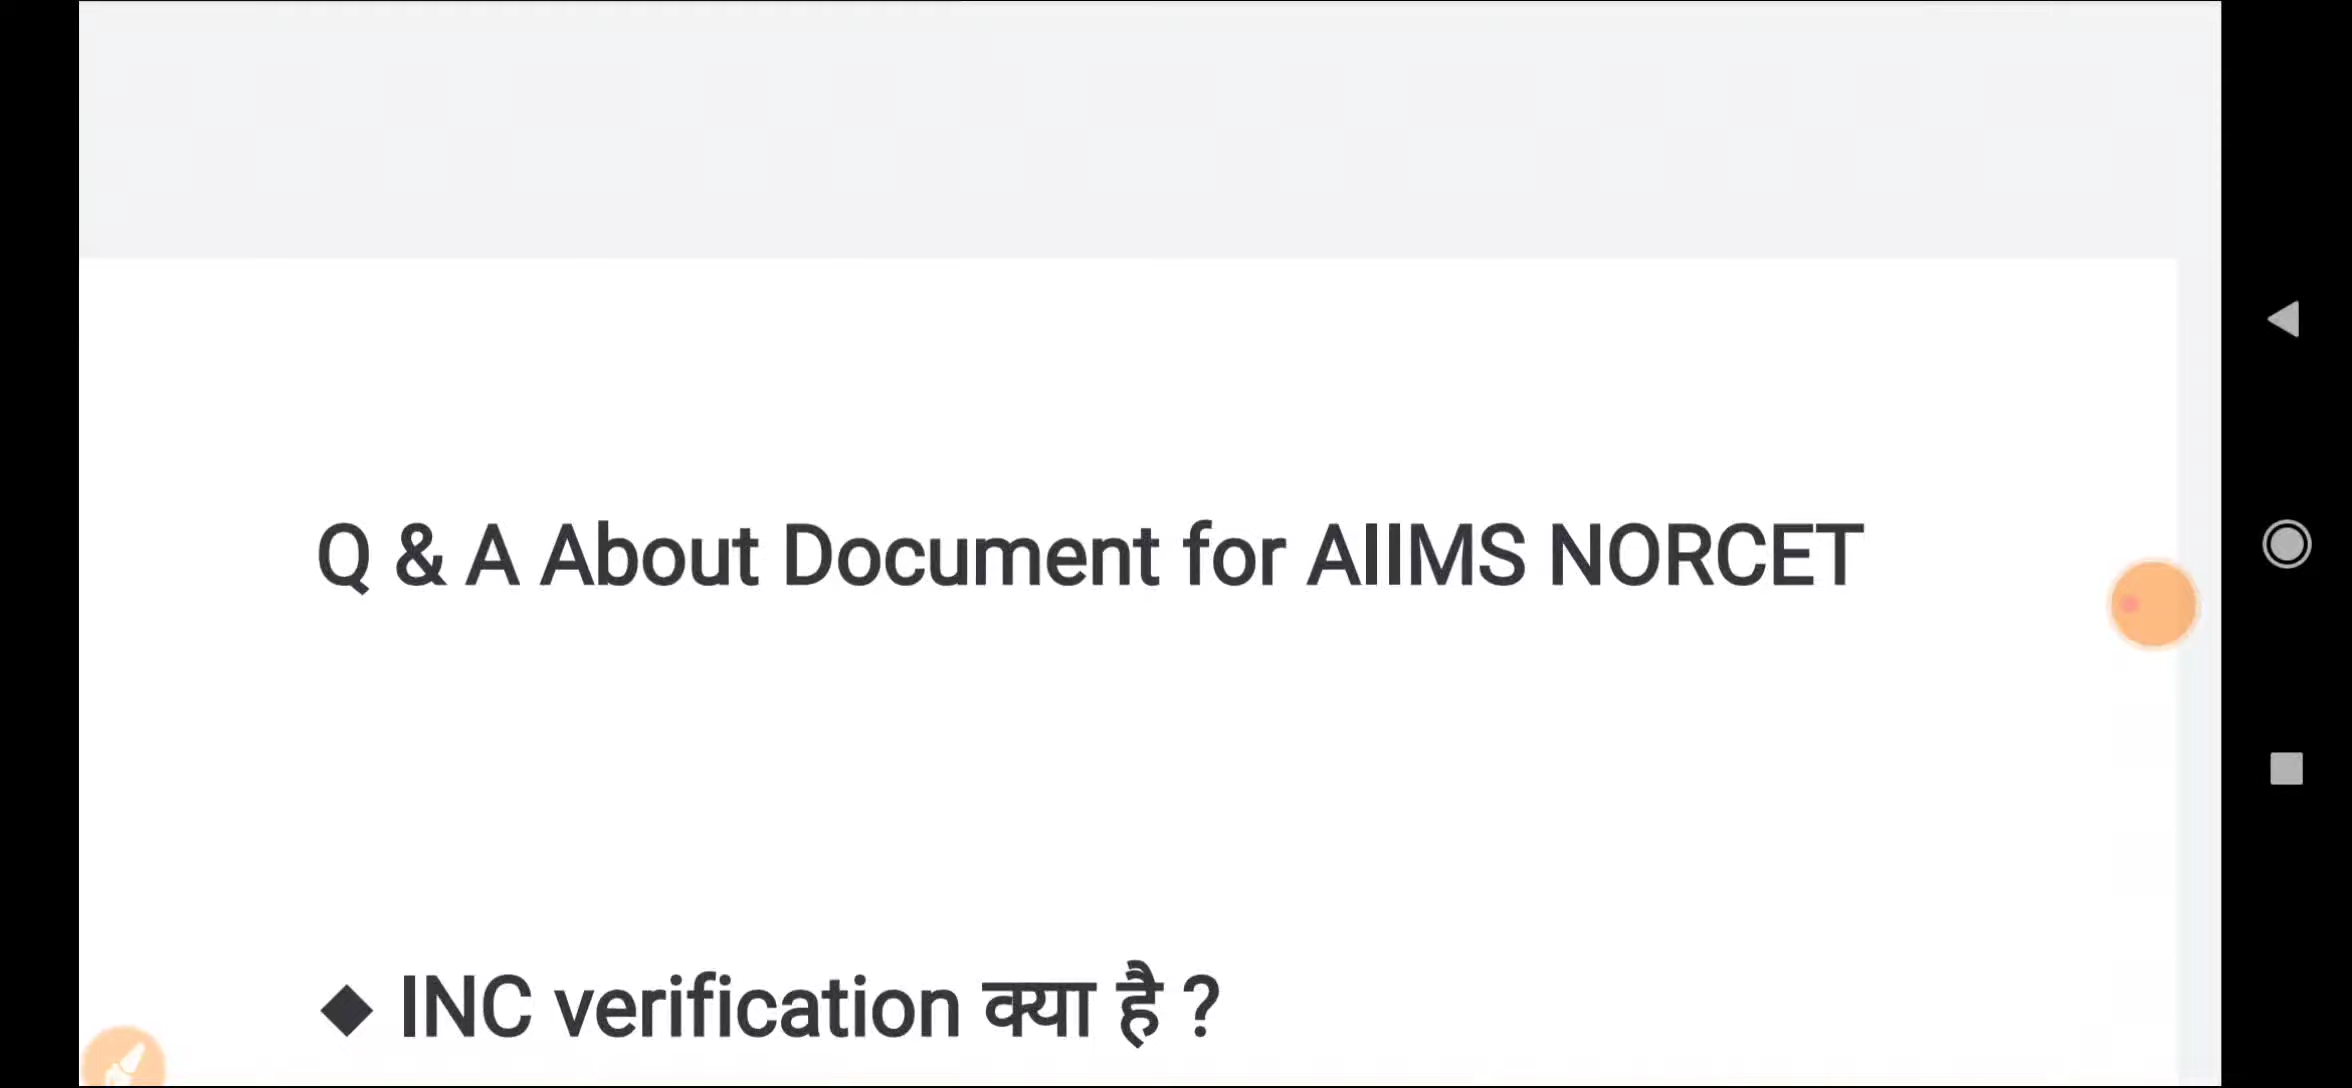 Q & A About Document for AIIMS NORCET
◆ INC verification क्या है ?